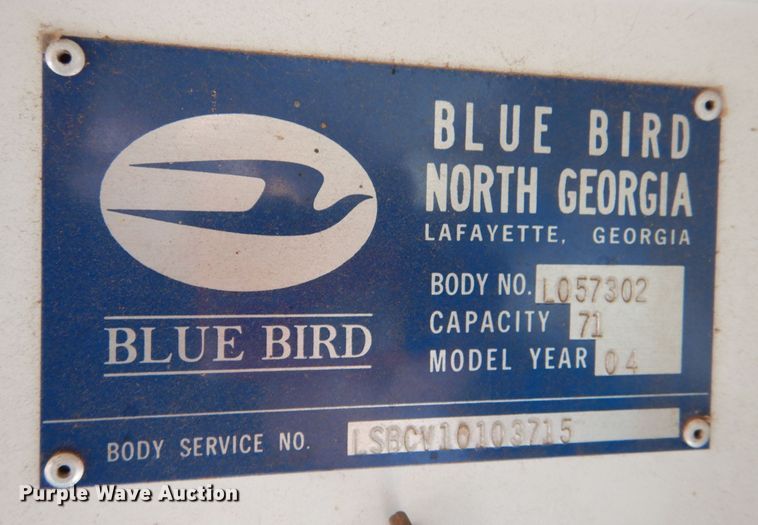 BLUE BIRD
NORTH GEORGIA
LAFAYETTE, GEORGIA
BODY NO. L057302
CAPACITY 71
MODEL YEAR 04
BLUE BIRD
BODY SERVICE NO. LSBCV10103715
Purple Wave Auction